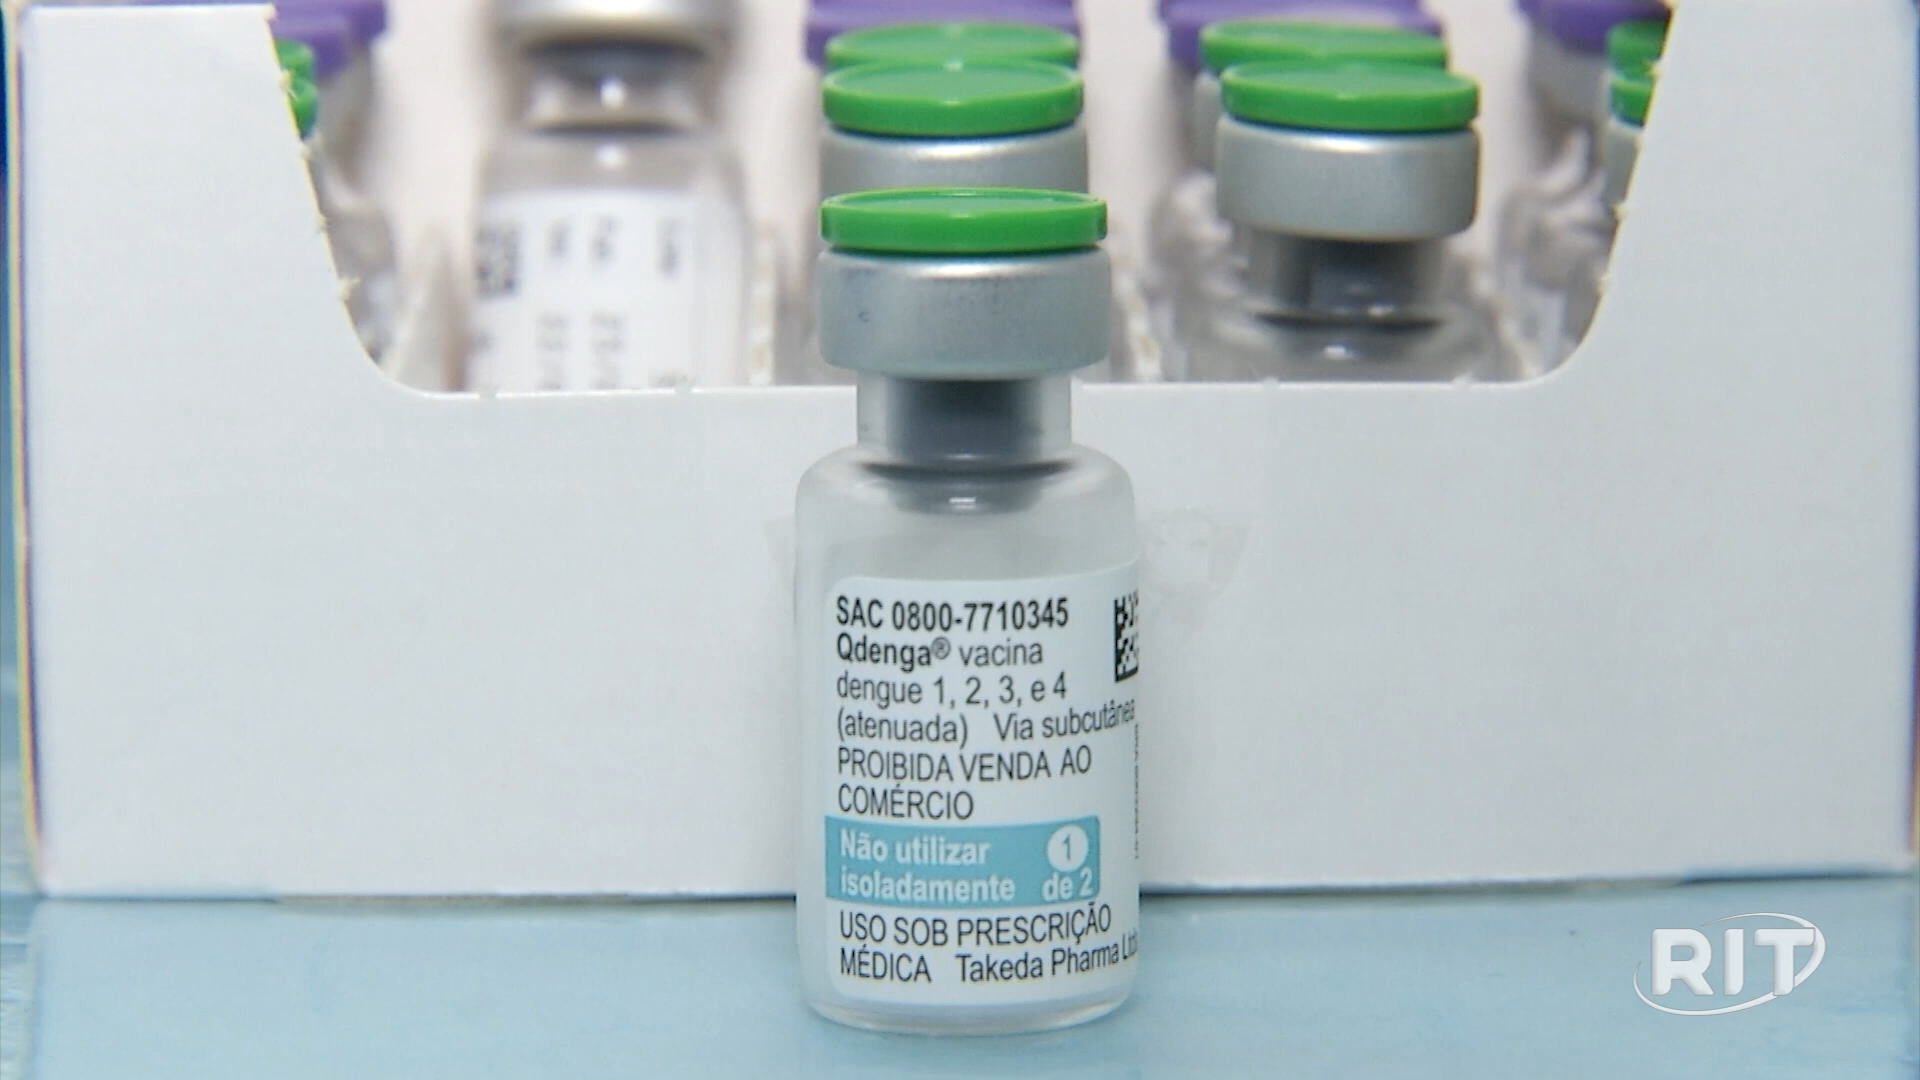 SAC 0800-7710345
Qdenga® vacina
dengue 1, 2, 3, e 4
(atenuada) Via subcutânea
PROIBIDA VENDA AO
COMÉRCIO
Não utilizar 1
isoladamente de 2
USO SOB PRESCRIÇÃO
MÉDICA Takeda Pharma Ltda
RIT